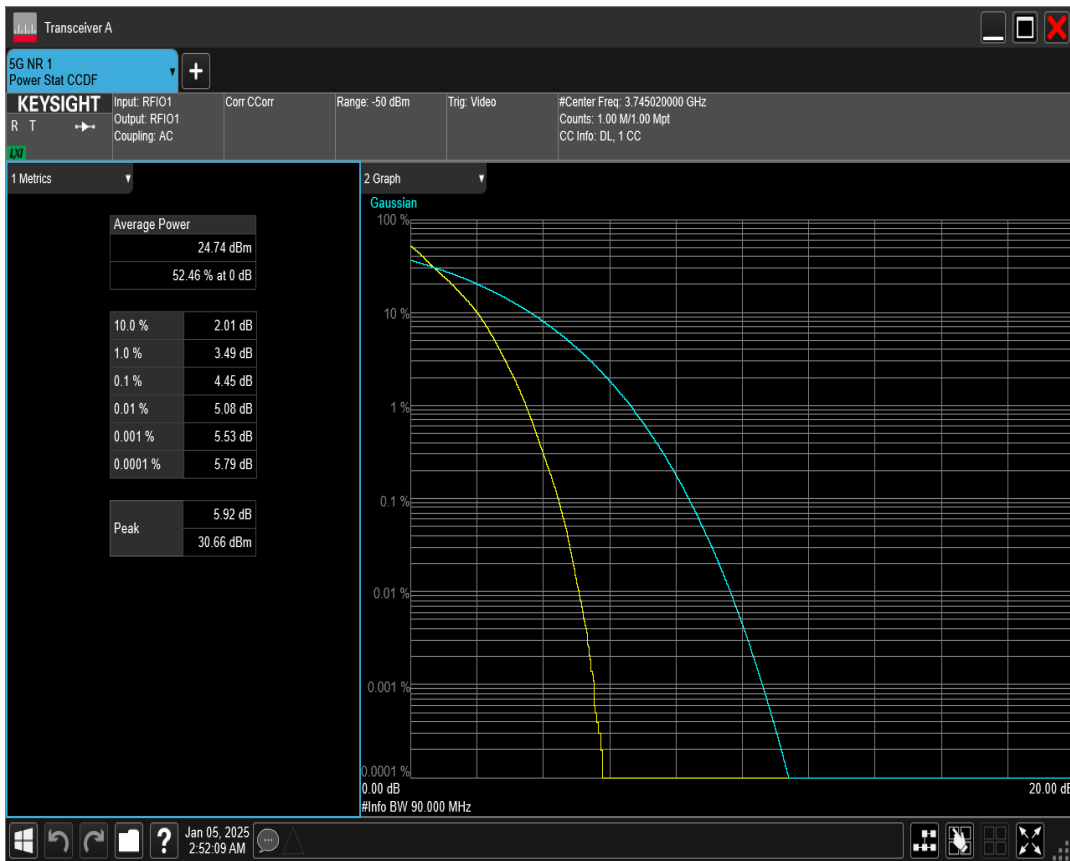 Transceiver A
5G NR 1
Power Stat CCDF
KEYSIGHT
R T
LXI
Input: RFIO1
Output: RFIO1
Coupling: AC
Corr CCorr
Range: -50 dBm
Trig: Video
#Center Freq: 3.745020000 GHz
Counts: 1.00 M/1.00 Mpt
CC Info: DL, 1 CC
1 Metrics
Average Power
24.74 dBm
52.46 % at 0 dB
10.0 % 2.01 dB
1.0 % 3.49 dB
0.1 % 4.45 dB
0.01 % 5.08 dB
0.001 % 5.53 dB
0.0001 % 5.79 dB
Peak
5.92 dB
30.66 dBm
2 Graph
Gaussian
100 %
10 %
1 %
0.1 %
0.01 %
0.001 %
0.0001 %
0.00 dB
20.00 dB
#Info BW 90.000 MHz
?
Jan 05, 2025
2:52:09 AM